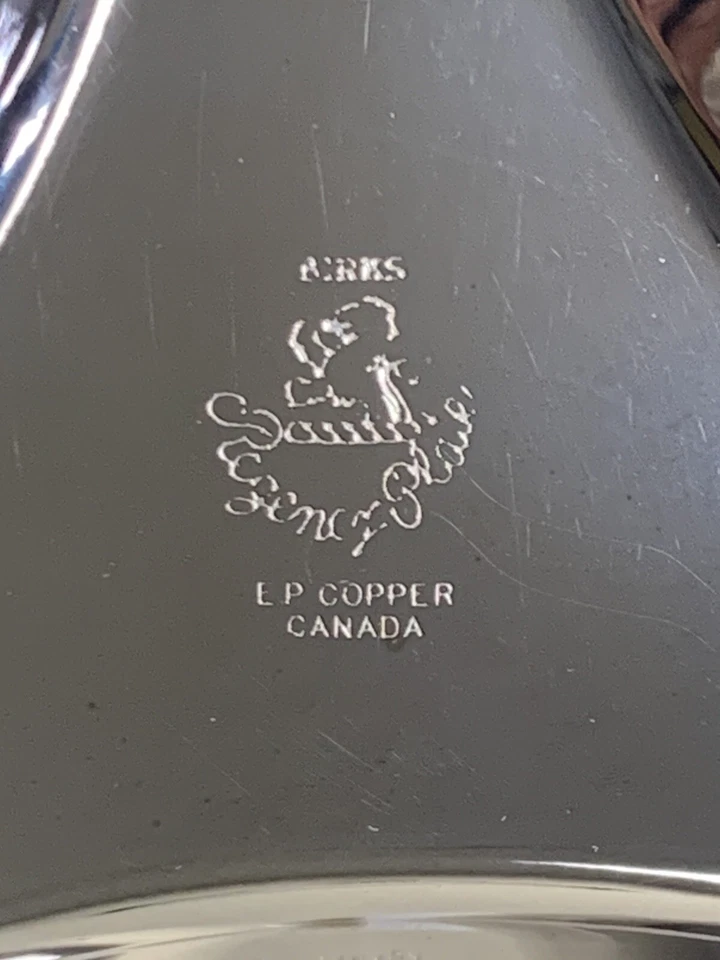 BIRKS
Regency Plate
E P COPPER
CANADA